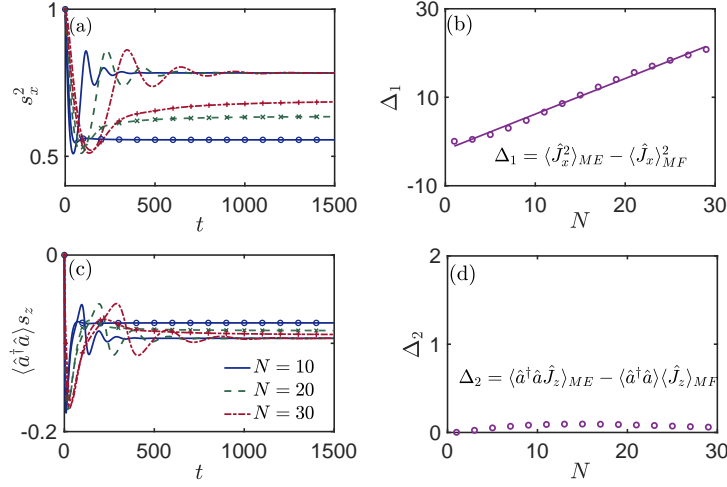 (a)
1
0.5
s_x^2
0 500 1000 1500
t
(b)
30
10
-10
Δ_1
Δ_1 = ⟨Ĵ_x^2⟩_ME − ⟨Ĵ_x⟩_MF^2
0 10 20 30
N
(c)
0
-0.2
⟨â†â⟩s_z
N = 10
N = 20
N = 30
0 500 1000 1500
t
(d)
2
1
0
Δ_2
Δ_2 = ⟨â†âĴ_z⟩_ME − ⟨â†â⟩⟨Ĵ_z⟩_MF
0 10 20 30
N